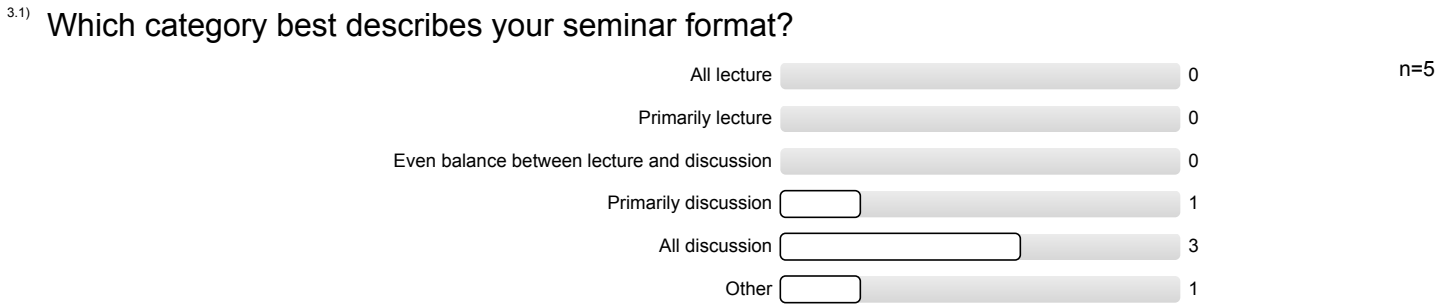 3.1) Which category best describes your seminar format?
n=5
All lecture 0
Primarily lecture 0
Even balance between lecture and discussion 0
Primarily discussion 1
All discussion 3
Other 1